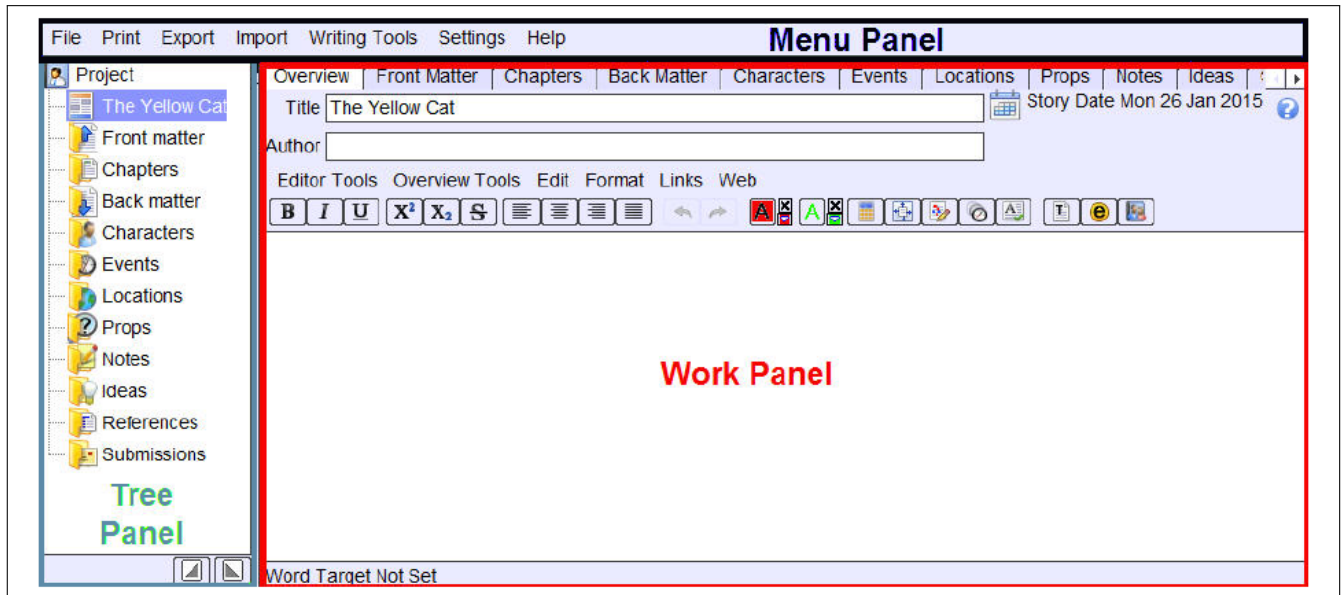 File Print Export Import Writing Tools Settings Help Menu Panel
Project
The Yellow Cat
Front matter
Chapters
Back matter
Characters
Events
Locations
Props
Notes
Ideas
References
Submissions
Tree
Panel
Overview Front Matter Chapters Back Matter Characters Events Locations Props Notes Ideas
Title The Yellow Cat Story Date Mon 26 Jan 2015
Author
Editor Tools Overview Tools Edit Format Links Web
B I U X² X₂ S A A T e
Work Panel
Word Target Not Set